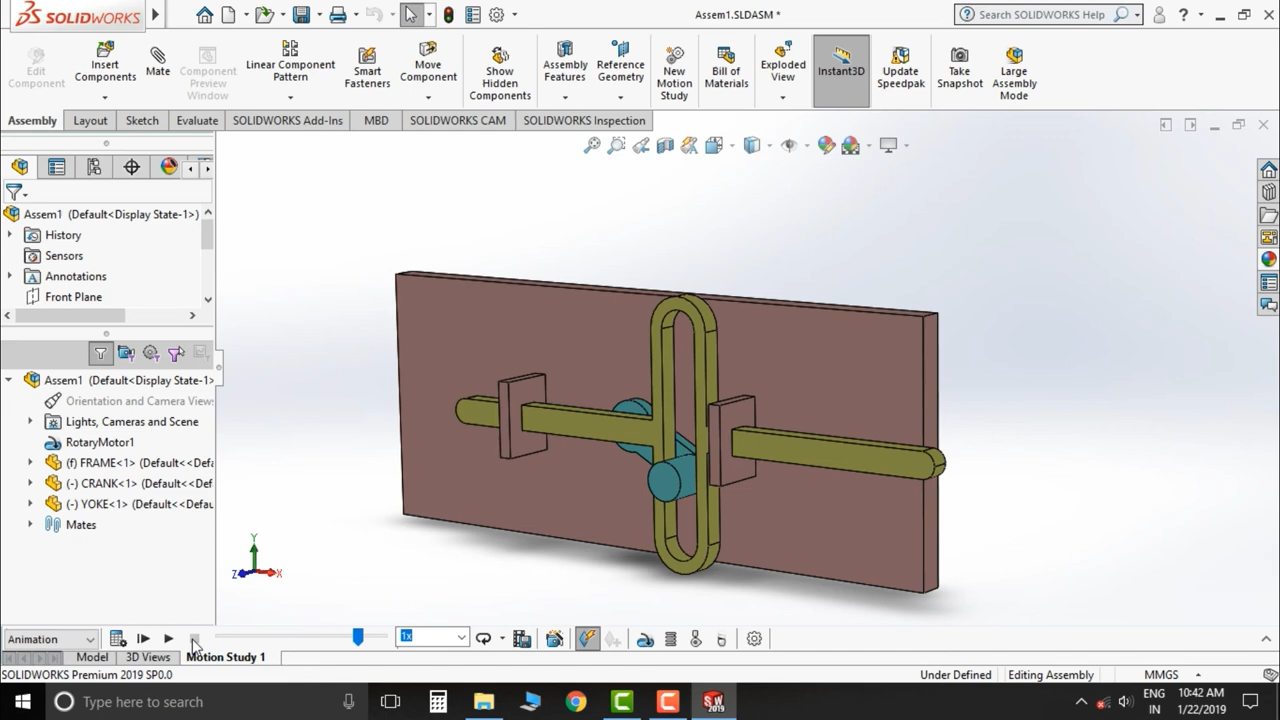 SOLIDWORKS
Assem1.SLDASM *
Search SOLIDWORKS Help
?
Edit
Component
Insert
Components
Mate
Component
Preview
Window
Linear Component
Pattern
Smart
Fasteners
Move
Component
Show
Hidden
Components
Assembly
Features
Reference
Geometry
New
Motion
Study
Bill of
Materials
Exploded
View
Instant3D
Update
Speedpak
Take
Snapshot
Large
Assembly
Mode
Assembly Layout Sketch Evaluate SOLIDWORKS Add-Ins MBD SOLIDWORKS CAM SOLIDWORKS Inspection
Assem1 (Default<Display State-1>)
History
Sensors
Annotations
Front Plane
Assem1 (Default<Display State-1>
Orientation and Camera Views
Lights, Cameras and Scene
RotaryMotor1
(f) FRAME<1> (Default<<Defa
(-) CRANK<1> (Default<<Def
(-) YOKE<1> (Default<<Defau
Mates
Y
Z X
Animation 1x
Model 3D Views Motion Study 1
SOLIDWORKS Premium 2019 SP0.0 Under Defined Editing Assembly MMGS
Type here to search
SW
2019
ENG
IN
10:42 AM
1/22/2019